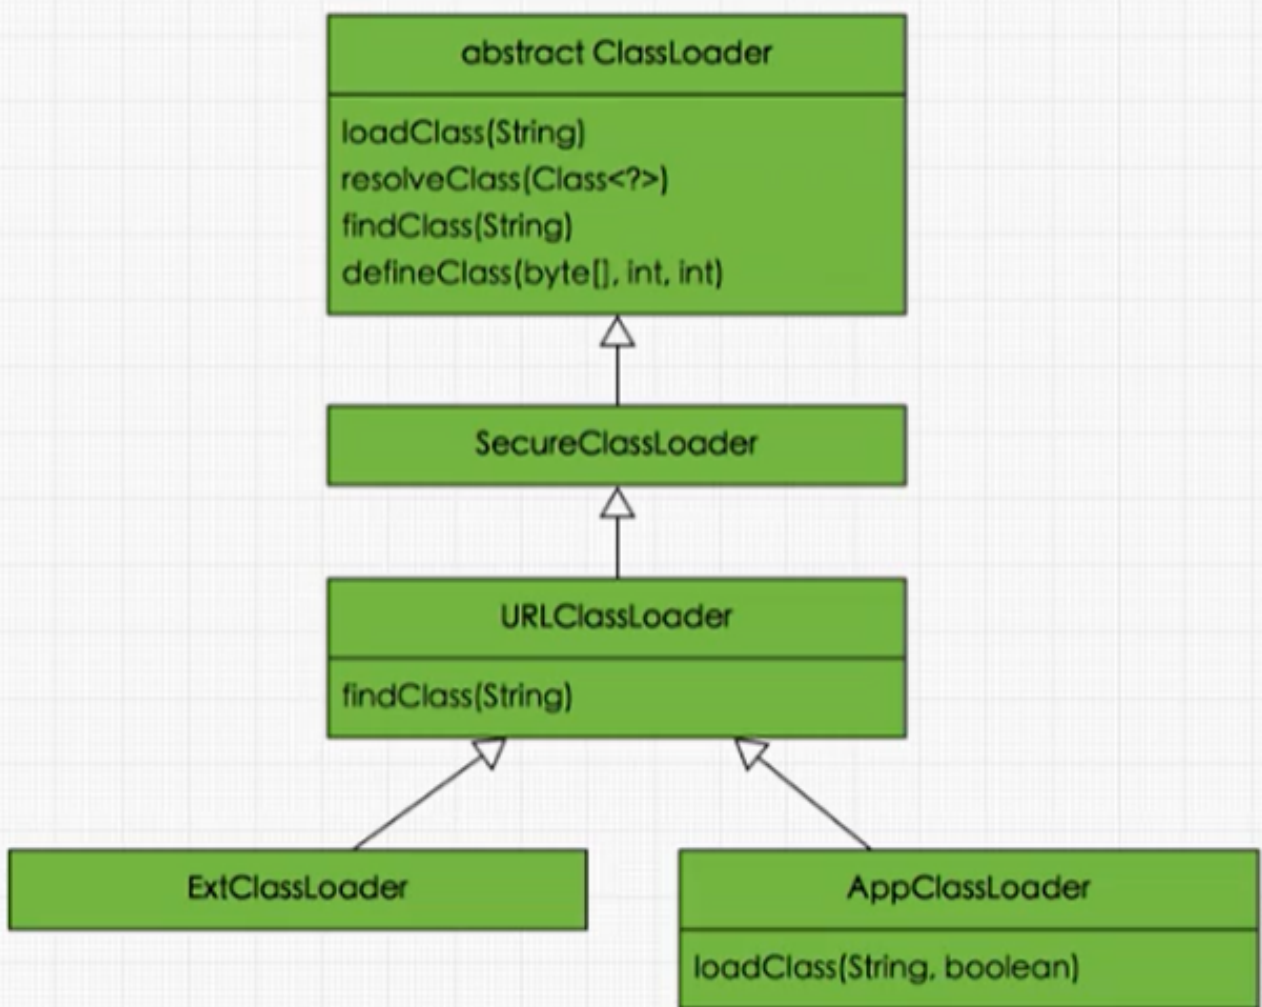 abstract ClassLoader
loadClass(String)
resolveClass(Class<?>)
findClass(String)
defineClass(byte[], int, int)
SecureClassLoader
URLClassLoader
findClass(String)
ExtClassLoader
AppClassLoader
loadClass(String, boolean)